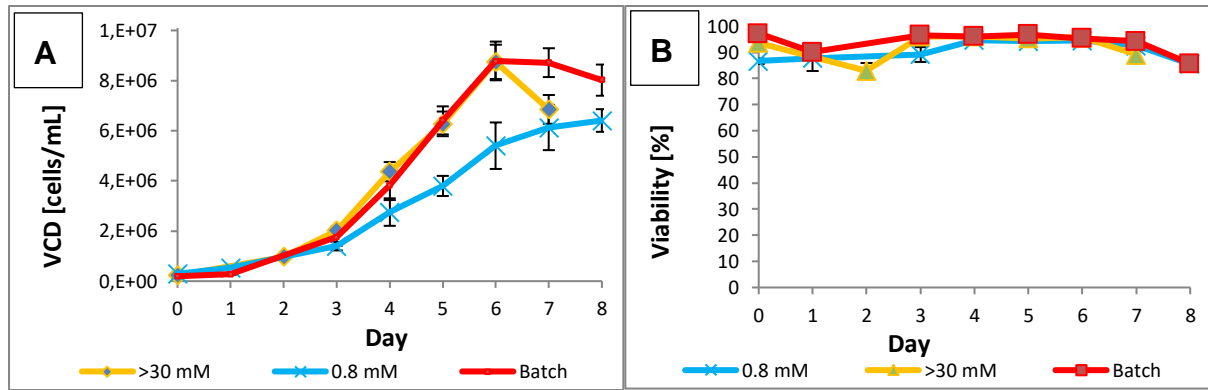 A
VCD [cells/mL]
1,E+07
8,E+06
6,E+06
4,E+06
2,E+06
0,E+00
0 1 2 3 4 5 6 7 8
Day
>30 mM 0.8 mM Batch
B
Viability [%]
100
90
80
70
60
50
40
30
20
10
0
0 1 2 3 4 5 6 7 8
Day
0.8 mM >30 mM Batch